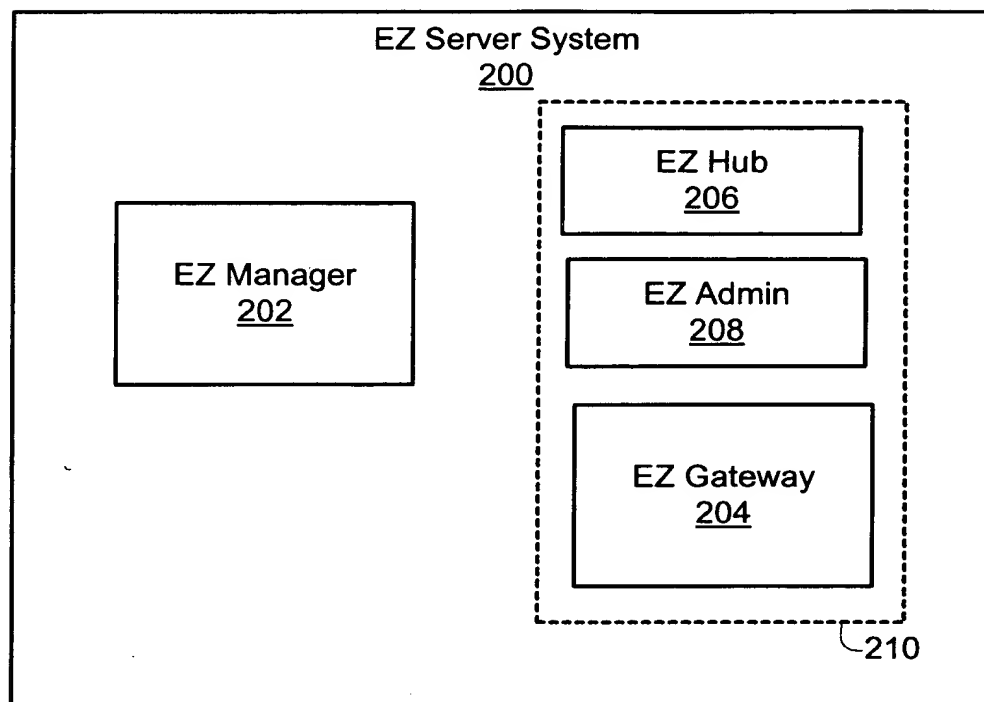 EZ Server System
200
EZ Manager
202
EZ Hub
206
EZ Admin
208
EZ Gateway
204
210